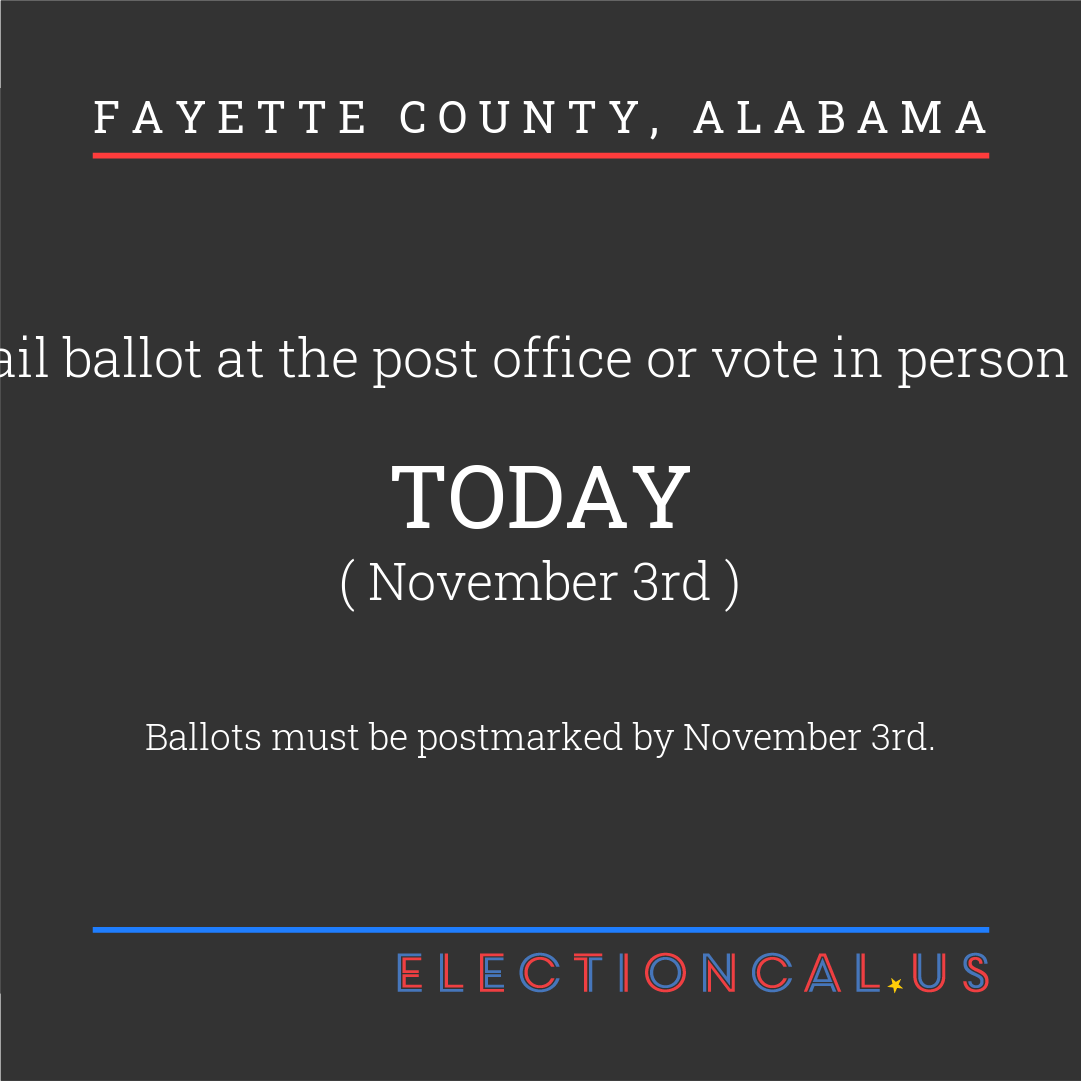 FAYETTE COUNTY, ALABAMA
ail ballot at the post office or vote in person
TODAY
( November 3rd )
Ballots must be postmarked by November 3rd.
ELECTIONCAL.US